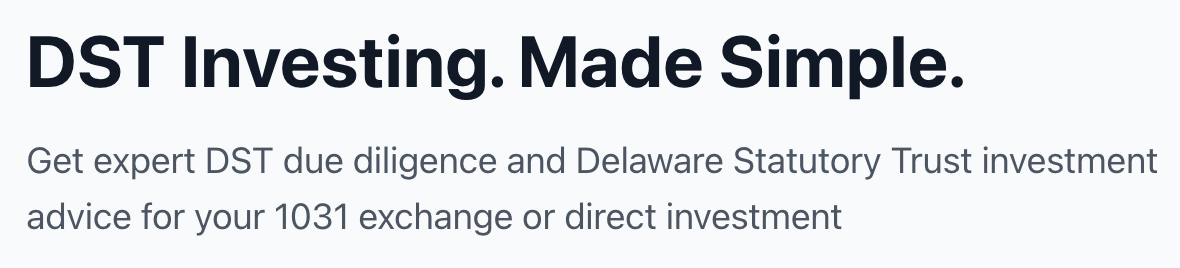 DST Investing. Made Simple.
Get expert DST due diligence and Delaware Statutory Trust investment
advice for your 1031 exchange or direct investment